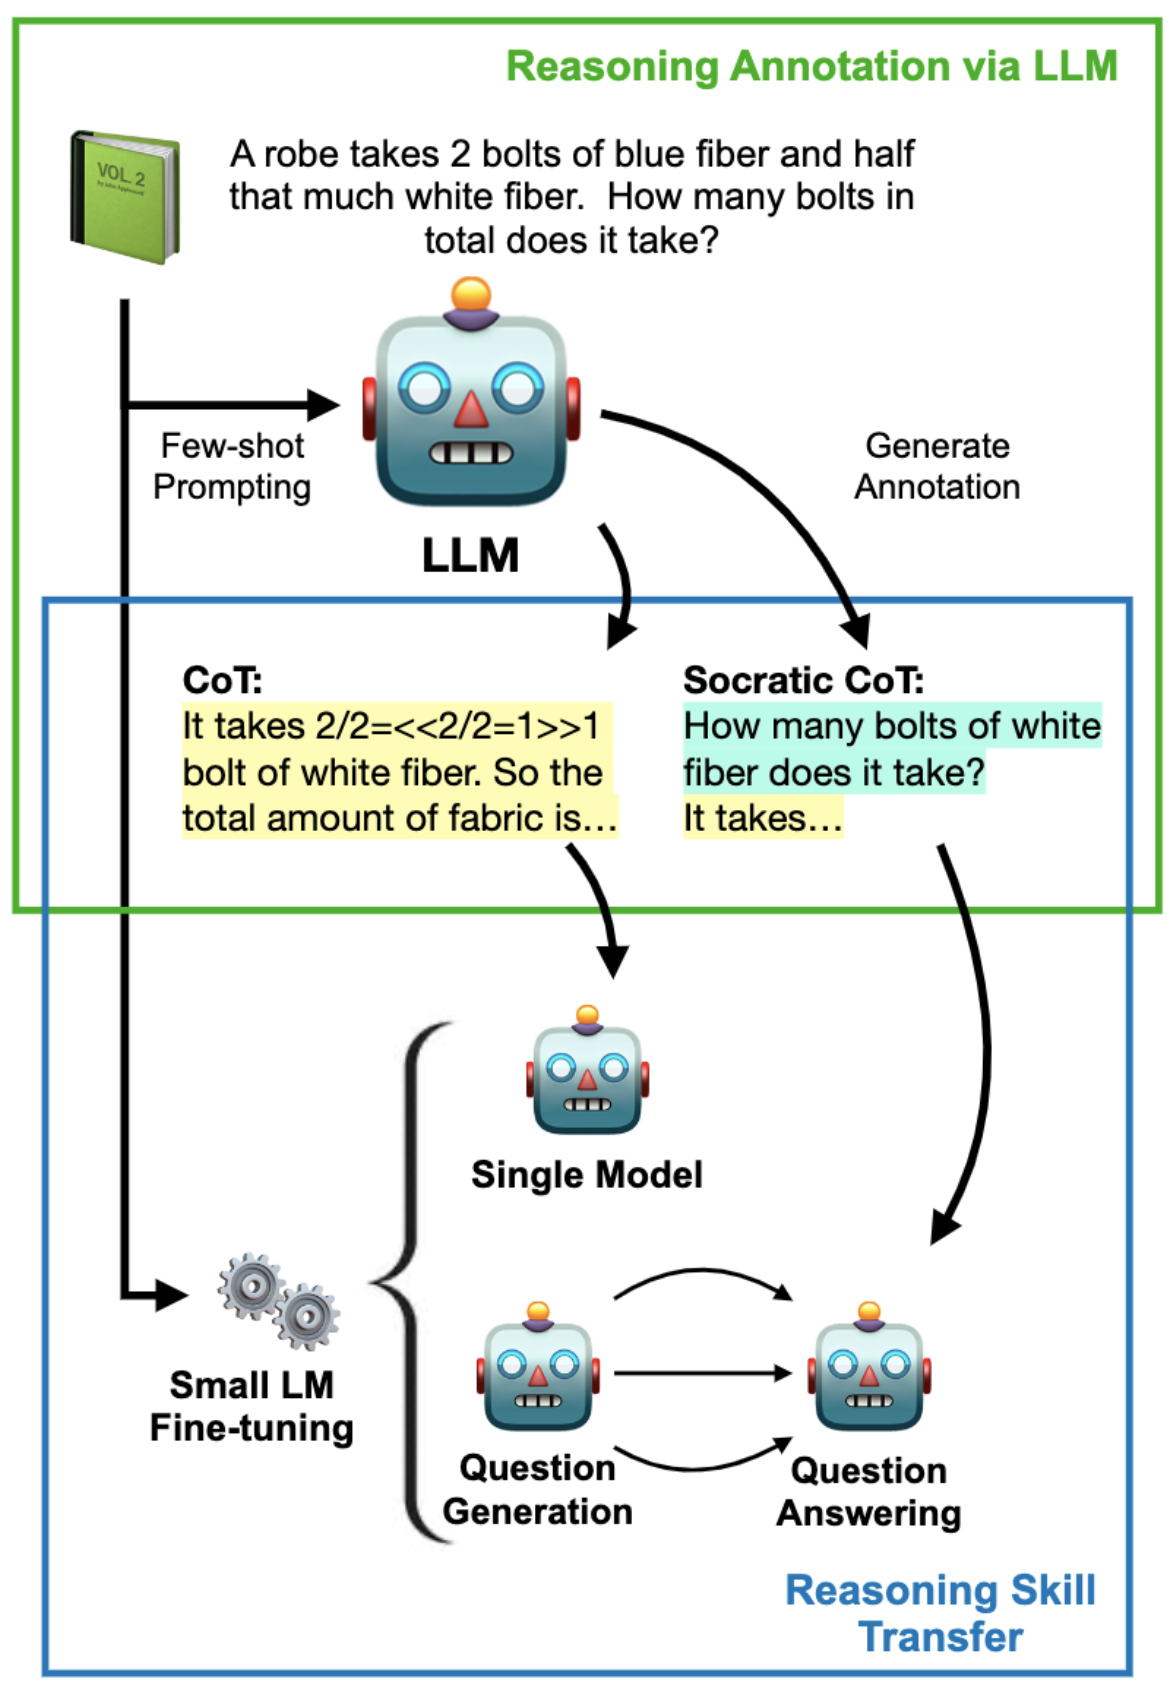 Reasoning Annotation via LLM
VOL. 2
A robe takes 2 bolts of blue fiber and half
that much white fiber. How many bolts in
total does it take?
Few-shot
Prompting
Generate
Annotation
LLM
CoT:
It takes 2/2=<<2/2=1>>1
bolt of white fiber. So the
total amount of fabric is...
Socratic CoT:
How many bolts of white
fiber does it take?
It takes...
Single Model
Small LM
Fine-tuning
Question
Generation
Question
Answering
Reasoning Skill
Transfer